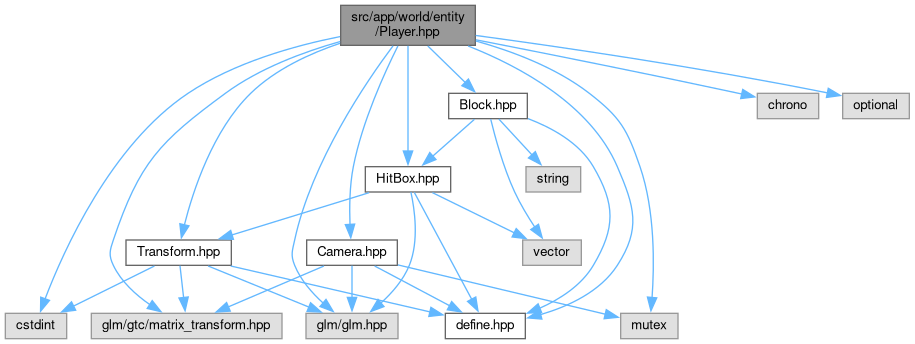 src/app/world/entity
/Player.hpp
Block.hpp
chrono
optional
HitBox.hpp
string
Transform.hpp
Camera.hpp
vector
cstdint
glm/gtc/matrix_transform.hpp
glm/glm.hpp
define.hpp
mutex